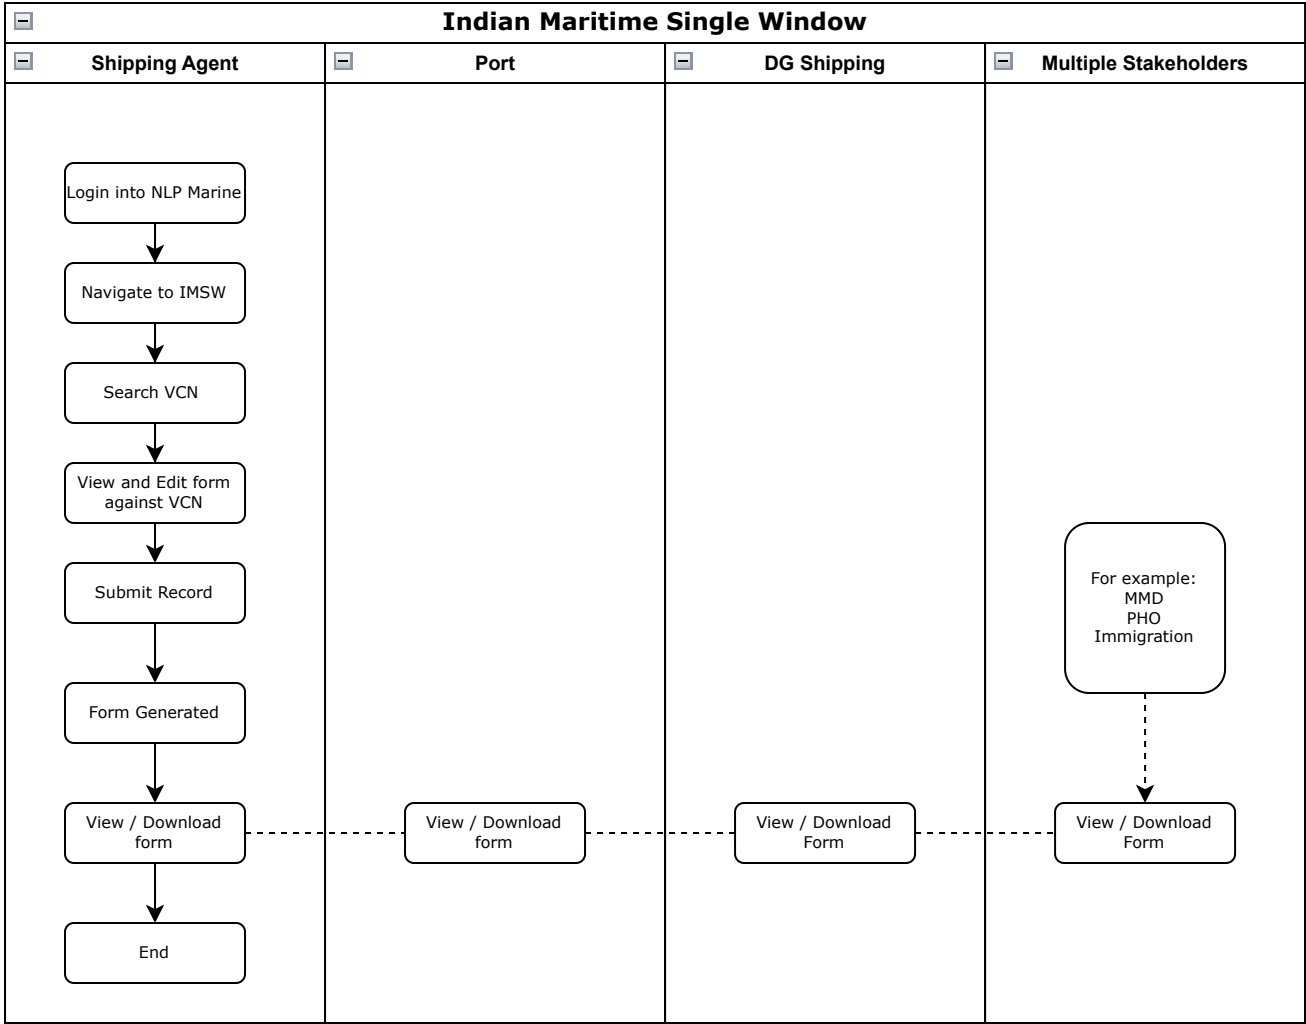 Indian Maritime Single Window
Shipping Agent
Port
DG Shipping
Multiple Stakeholders
Login into NLP Marine
Navigate to IMSW
Search VCN
View and Edit form
against VCN
Submit Record
For example:
MMD
PHO
Immigration
Form Generated
View / Download
form
View / Download
form
View / Download
Form
View / Download
Form
End